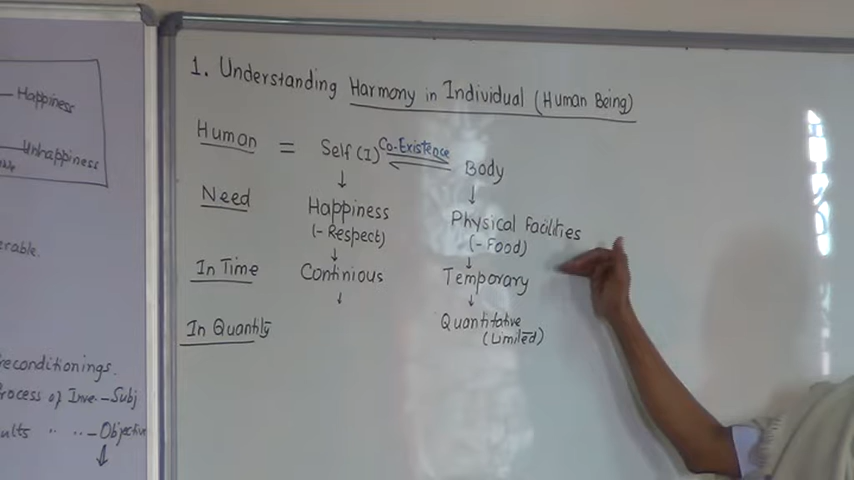 Happiness
Unhappiness
erable.
reconditionings.
rocess of Inve.-Subj
ults " "-Objective
1. Understanding Harmony in Individual (Human Being)
Human = Self (I) Co-Existence Body
Need Happiness Physical Facilities
(-Respect) (-Food)
In Time Continious Temporary
In Quantity Quantitative
(Limited)